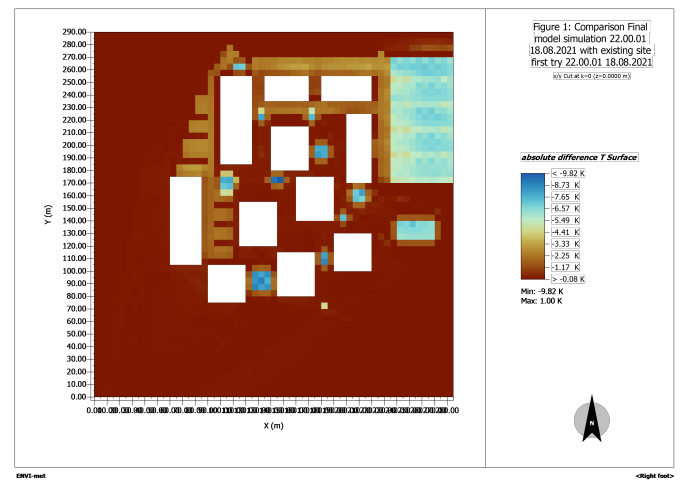 Figure 1: Comparison Final
model simulation 22.00.01
18.08.2021 with existing site
first try 22.00.01 18.08.2021
x/y Cut at k=0 (z=0.0000 m)
290.00
280.00
270.00
260.00
250.00
240.00
230.00
220.00
210.00
200.00
190.00
180.00
170.00
160.00
150.00
140.00
130.00
120.00
110.00
100.00
90.00
80.00
70.00
60.00
50.00
40.00
30.00
20.00
10.00
0.00
Y (m)
X (m)
absolute difference T Surface
< -9.82 K
-8.73 K
-7.65 K
-6.57 K
-5.49 K
-4.41 K
-3.33 K
-2.25 K
-1.17 K
> -0.08 K
Min: -9.82 K
Max: 1.00 K
N
ENVI-met
<Right foot>